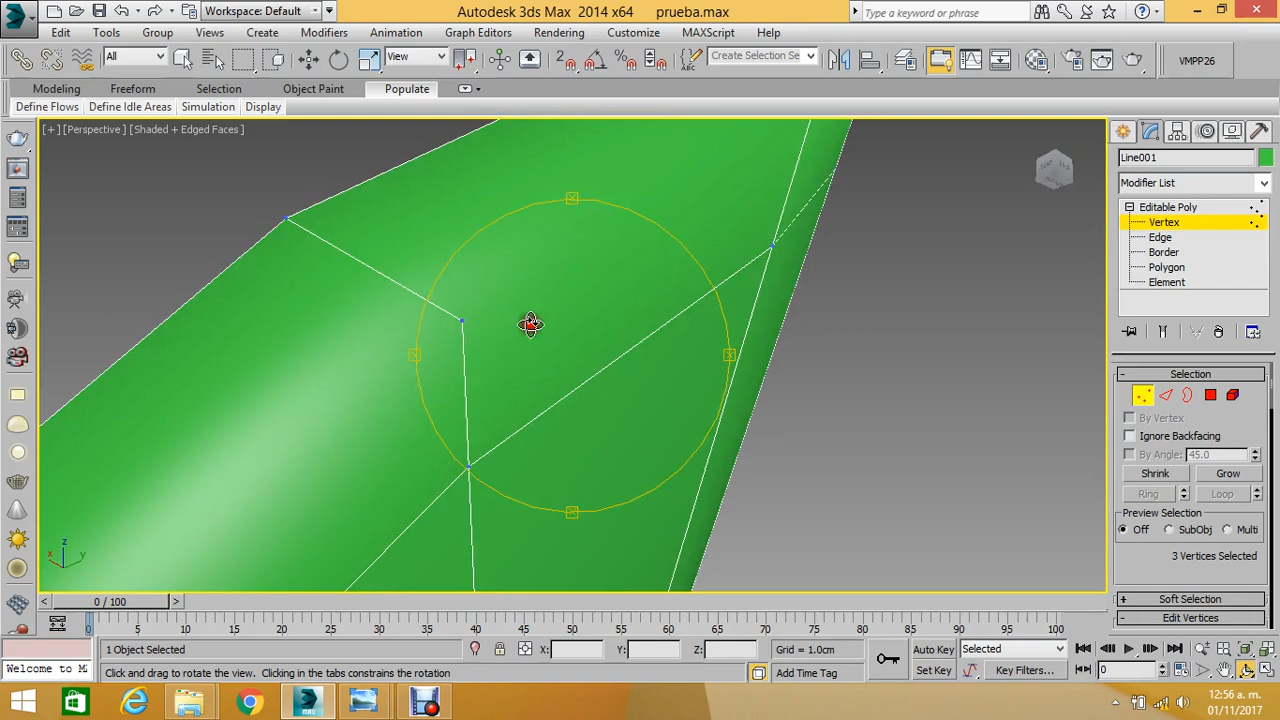 Workspace: Default
Autodesk 3ds Max 2014 x64 prueba.max
Type a keyword or phrase
MAX
Edit Tools Group Views Create Modifiers Animation Graph Editors Rendering Customize MAXScript Help
All
View
Create Selection Se
VMPP26
Modeling Freeform Selection Object Paint Populate
Define Flows Define Idle Areas Simulation Display
[+] [Perspective] [Shaded + Edged Faces]
Line001
Modifier List
Editable Poly
Vertex
Edge
Border
Polygon
Element
Selection
By Vertex
Ignore Backfacing
By Angle: 45.0
Shrink Grow
Ring Loop
Preview Selection
Off SubObj Multi
3 Vertices Selected
Soft Selection
Edit Vertices
z
x y
0 / 100
0 5 10 15 20 25 30 35 40 45 50 55 60 65 70 75 80 85 90 95 100
1 Object Selected X: Y: Z: Grid = 1.0cm Auto Key Selected
Welcome to M Click and drag to rotate the view. Clicking in the tabs constrains the rotation Add Time Tag Set Key Key Filters... 0
12:56 a. m.
01/11/2017